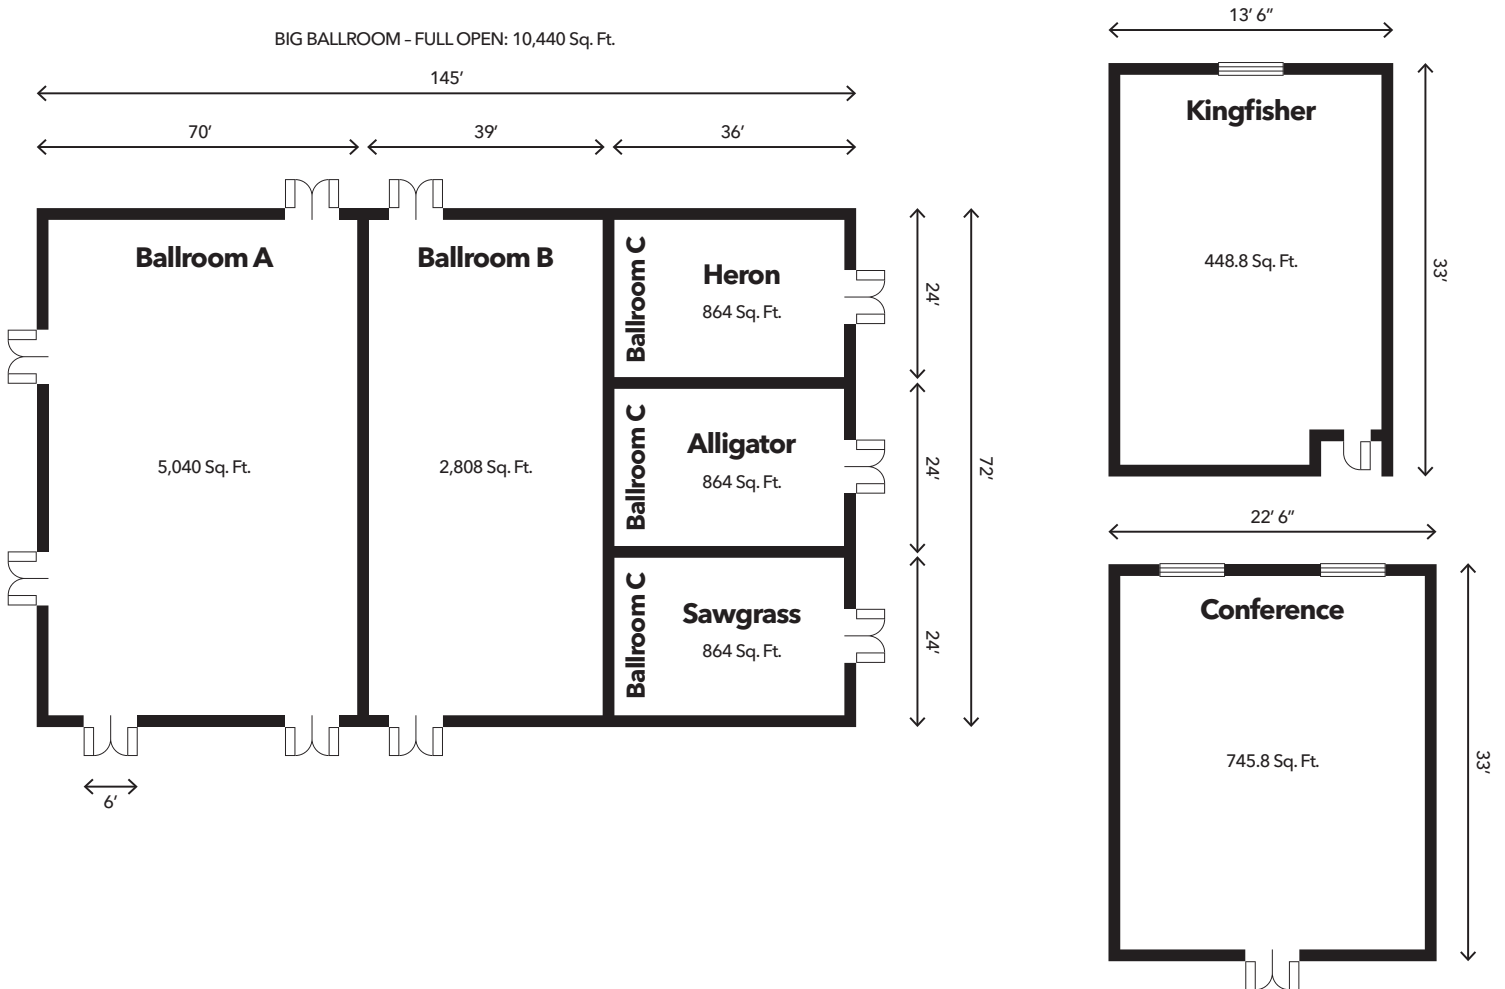 BIG BALLROOM – FULL OPEN: 10,440 Sq. Ft.
145’
70’
39’
36’
Ballroom A
5,040 Sq. Ft.
Ballroom B
2,808 Sq. Ft.
Ballroom C
Heron
864 Sq. Ft.
24’
Ballroom C
Alligator
864 Sq. Ft.
24’
72’
Ballroom C
Sawgrass
864 Sq. Ft.
24’
6’
13’ 6”
Kingfisher
448.8 Sq. Ft.
33’
22’ 6”
Conference
745.8 Sq. Ft.
33’